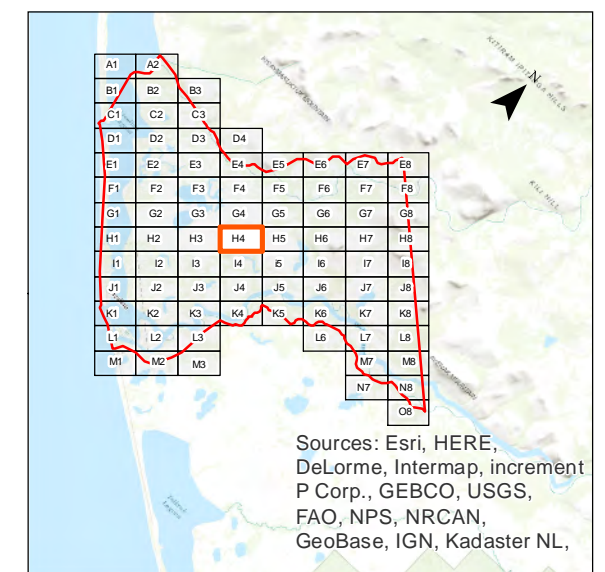 KITIRAM IPIENGA HILLS
N
KILI HILL
A1 A2
B1 B2 B3
C1 C2 C3
D1 D2 D3 D4
E1 E2 E3 E4 E5 E6 E7 E8
F1 F2 F3 F4 F5 F6 F7 F8
G1 G2 G3 G4 G5 G6 G7 G8
H1 H2 H3 H4 H5 H6 H7 H8
I1 I2 I3 I4 i5 I6 I7 I8
J1 J2 J3 J4 J5 J6 J7 J8
K1 K2 K3 K4 K5 K6 K7 K8
L1 L2 L3 L6 L7 L8
M1 M2 M3 M7 M8
N7 N8
O8
Sources: Esri, HERE,
DeLorme, Intermap, increment
P Corp., GEBCO, USGS,
FAO, NPS, NRCAN,
GeoBase, IGN, Kadaster NL,